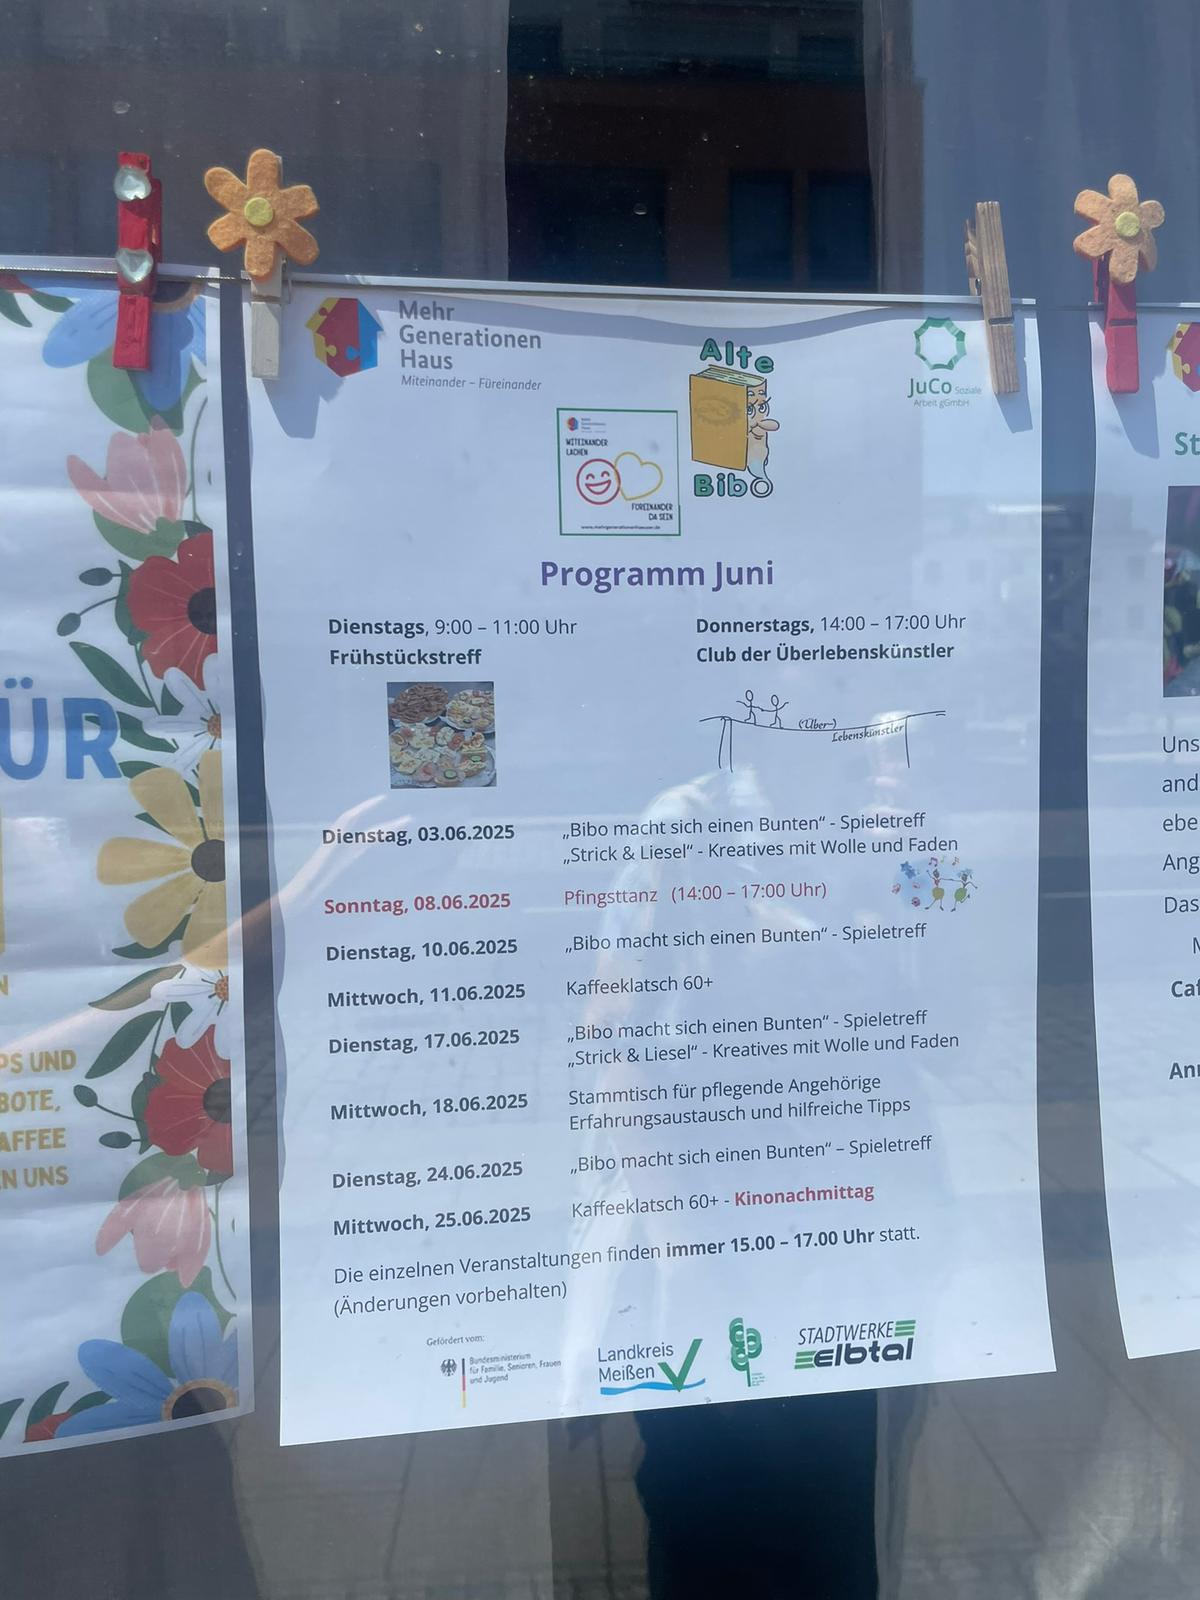 ÜR
N
PS UND
BOTE,
AFFEE
N UNS
Mehr
Generationen
Haus
Miteinander – Füreinander
MITEINANDER
LACHEN
FÜREINANDER
DA SEIN
www.mehrgenerationenhaeuser.de
Alte
Bibo
JuCo Soziale
Arbeit gGmbH
Programm Juni
Dienstags, 9:00 – 11:00 Uhr
Frühstückstreff
Donnerstags, 14:00 – 17:00 Uhr
Club der Überlebenskünstler
(Über-)
Lebenskünstler
Dienstag, 03.06.2025 „Bibo macht sich einen Bunten“ - Spieletreff
„Strick & Liesel“ - Kreatives mit Wolle und Faden
Sonntag, 08.06.2025 Pfingsttanz (14:00 – 17:00 Uhr)
Dienstag, 10.06.2025 „Bibo macht sich einen Bunten“ - Spieletreff
Mittwoch, 11.06.2025 Kaffeeklatsch 60+
Dienstag, 17.06.2025 „Bibo macht sich einen Bunten“ - Spieletreff
„Strick & Liesel“ - Kreatives mit Wolle und Faden
Mittwoch, 18.06.2025 Stammtisch für pflegende Angehörige
Erfahrungsaustausch und hilfreiche Tipps
Dienstag, 24.06.2025 „Bibo macht sich einen Bunten“ – Spieletreff
Mittwoch, 25.06.2025 Kaffeeklatsch 60+ - Kinonachmittag
Die einzelnen Veranstaltungen finden immer 15.00 – 17.00 Uhr statt.
(Änderungen vorbehalten)
Gefördert vom:
Bundesministerium
für Familie, Senioren, Frauen
und Jugend
Landkreis
Meißen
STADTWERKE
elbtal
St
Uns
and
ebe
Ang
Das
M
Caf
An